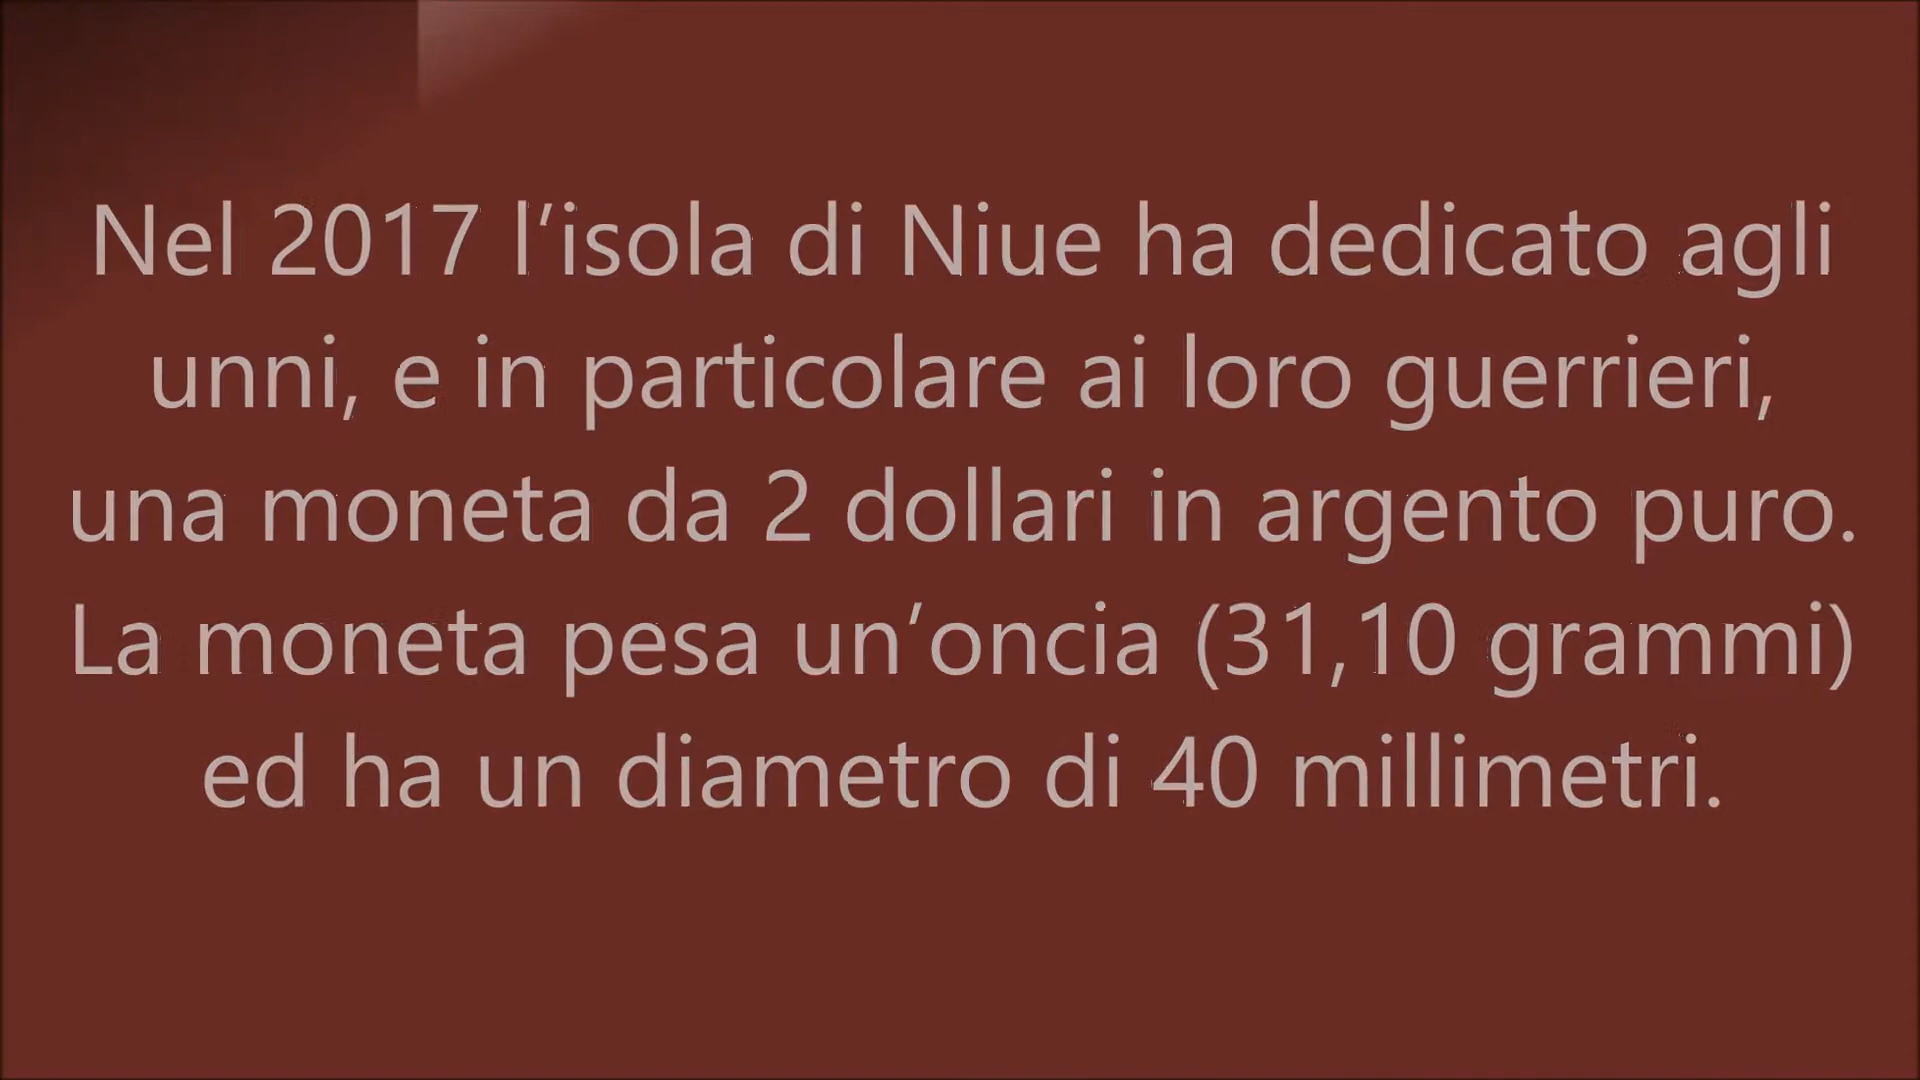 Nel 2017 l’isola di Niue ha dedicato agli
unni, e in particolare ai loro guerrieri,
una moneta da 2 dollari in argento puro.
La moneta pesa un’oncia (31,10 grammi)
ed ha un diametro di 40 millimetri.